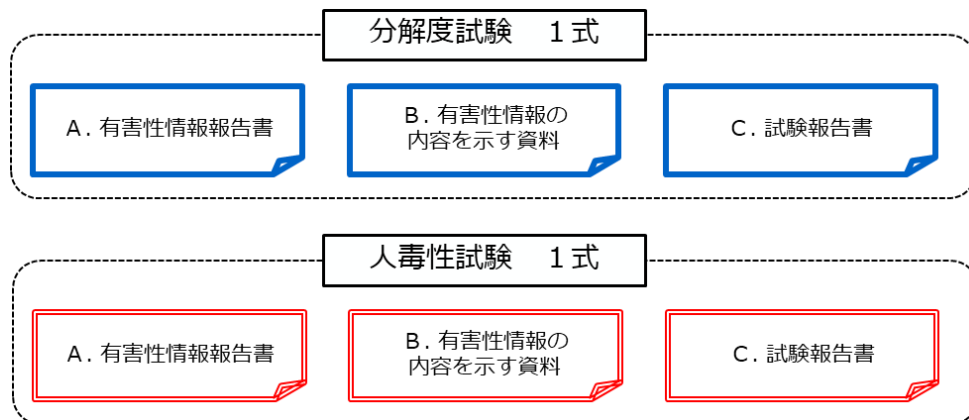 分解度試験　１式
A. 有害性情報報告書
B. 有害性情報の
内容を示す資料
C. 試験報告書
人毒性試験　１式
A. 有害性情報報告書
B. 有害性情報の
内容を示す資料
C. 試験報告書